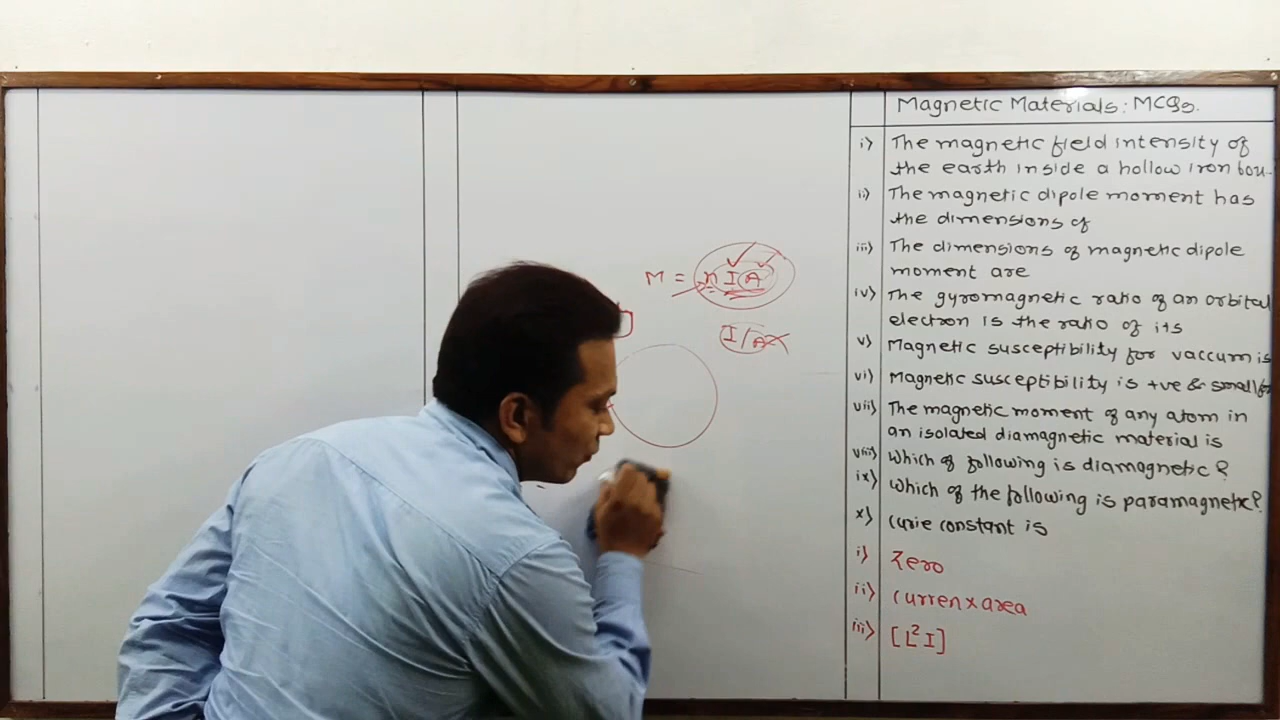 M = nIA
I/A
Magnetic Materials: MCQs.
i) The magnetic field intensity of
the earth inside a hollow iron box
ii) The magnetic dipole moment has
the dimensions of
iii) The dimensions of magnetic dipole
moment are
iv) The gyromagnetic ratio of an orbital
electron is the ratio of its
v) Magnetic susceptibility for vaccum is
vi) Magnetic susceptibility is +ve & small for
vii) The magnetic moment of any atom in
an isolated diamagnetic material is
viii) Which of following is diamagnetic?
ix) Which of the following is paramagnetic?
x) Curie constant is
i) Zero
ii) Curren x area
iii) [L²I]